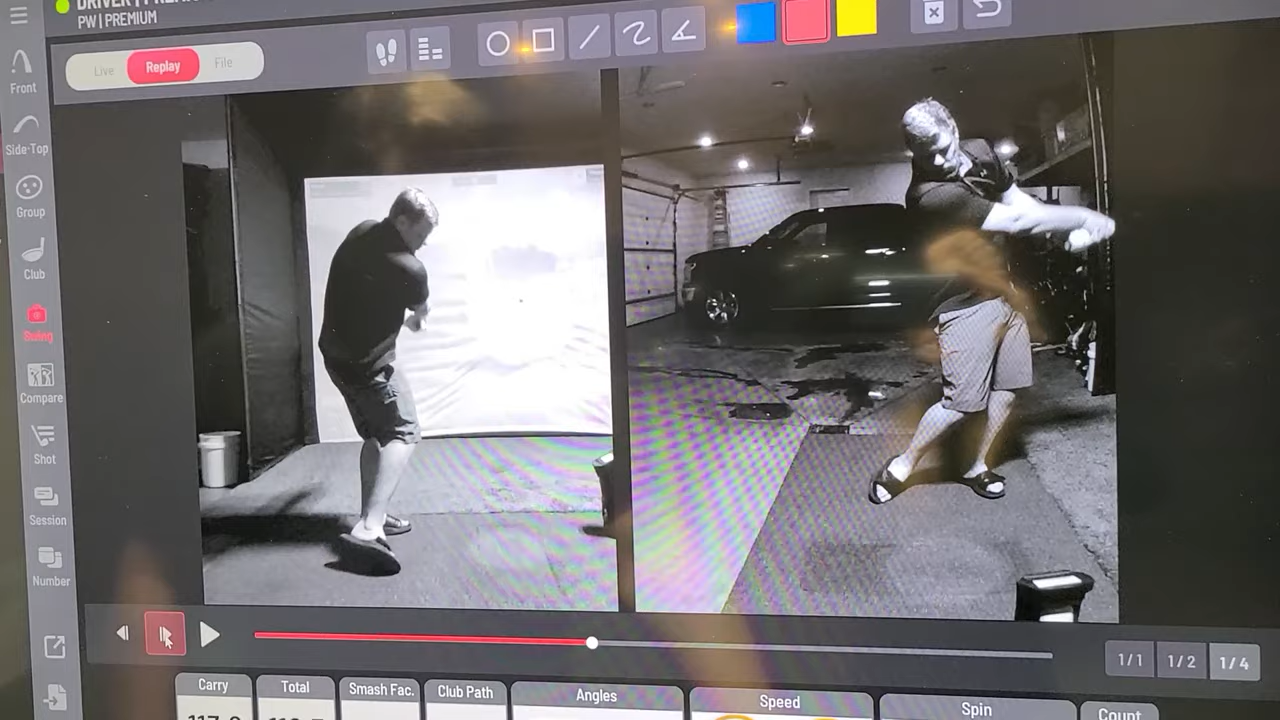 PW | PREMIUM
Live
Replay
File
Front
Side-Top
Group
Club
Swing
Compare
Shot
Session
Number
1/1
1/2
1/4
Carry
Total
Smash Fac.
Club Path
Angles
Speed
Spin
Count